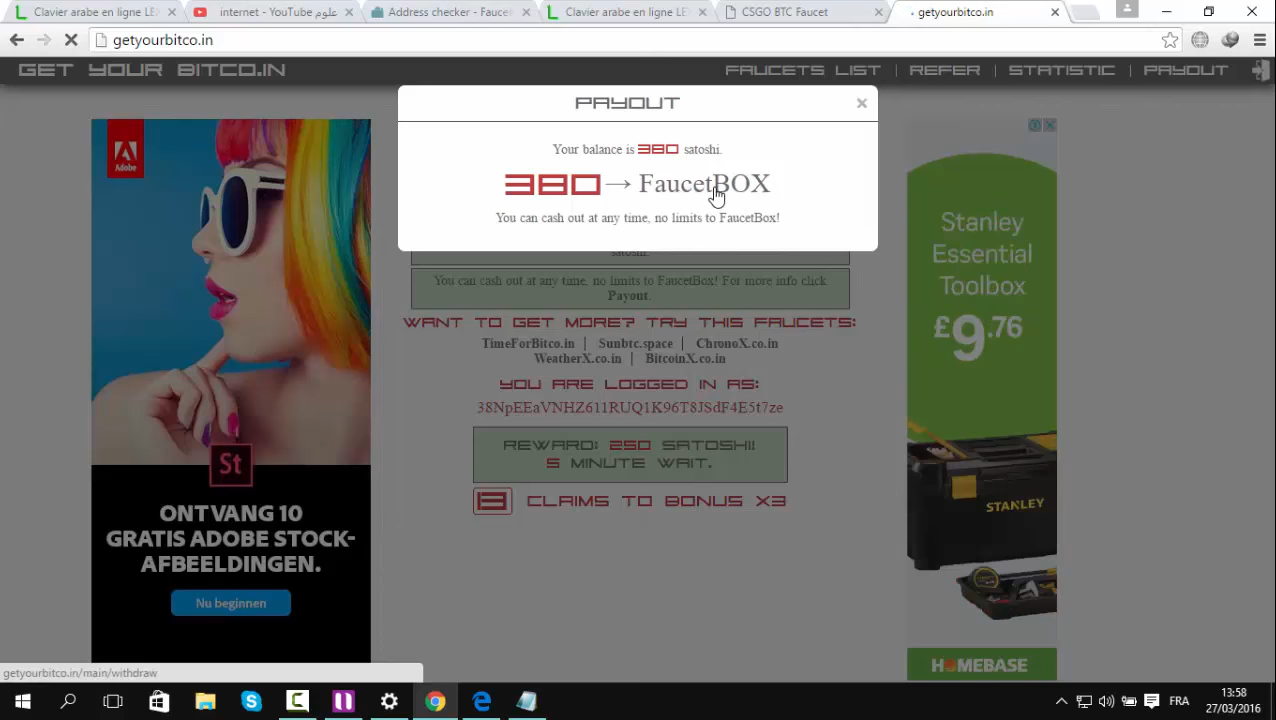 Clavier arabe en ligne LE
internet - YouTube علوم
Address checker - Fauce
Clavier arabe en ligne LE
CSGO BTC Faucet
getyourbitco.in
getyourbitco.in
GET YOUR BITCO.IN
FAUCETS LIST | REFER | STATISTIC | PAYOUT
PAYOUT
×
Your balance is 380 satoshi.
380 → FaucetBOX
You can cash out at any time, no limits to FaucetBox!
satoshi.
You can cash out at any time, no limits to FaucetBox! For more info click
Payout.
WANT TO GET MORE? TRY THIS FAUCETS:
TimeForBitco.in | Sunbtc.space | ChronoX.co.in
WeatherX.co.in | BitcoinX.co.in
YOU ARE LOGGED IN AS:
38NpEEaVNHZ611RUQ1K96T8JSdF4E5t7ze
REWARD: 250 SATOSHI!
5 MINUTE WAIT.
8 CLAIMS TO BONUS X3
Adobe
St
ONTVANG 10
GRATIS ADOBE STOCK-
AFBEELDINGEN.
Nu beginnen
Stanley
Essential
Toolbox
£9.76
STANLEY
HOMEBASE
getyourbitco.in/main/withdraw
FRA
13:58
27/03/2016